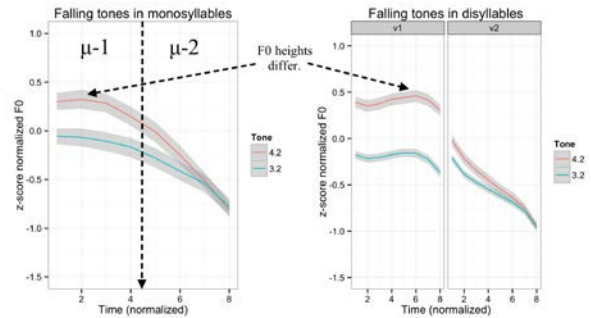 Falling tones in monosyllables
μ-1
μ-2
z-score normalized F0
1.0
0.5
0.0
-0.5
-1.0
-1.5
2
4
6
8
Time (normalized)
Tone
4.2
3.2
F0 heights
differ.
Falling tones in disyllables
v1
v2
z-score normalized F0
1.0
0.5
0.0
-0.5
-1.0
-1.5
2
4
6
8
2
4
6
8
Time (normalized)
Tone
4.2
3.2